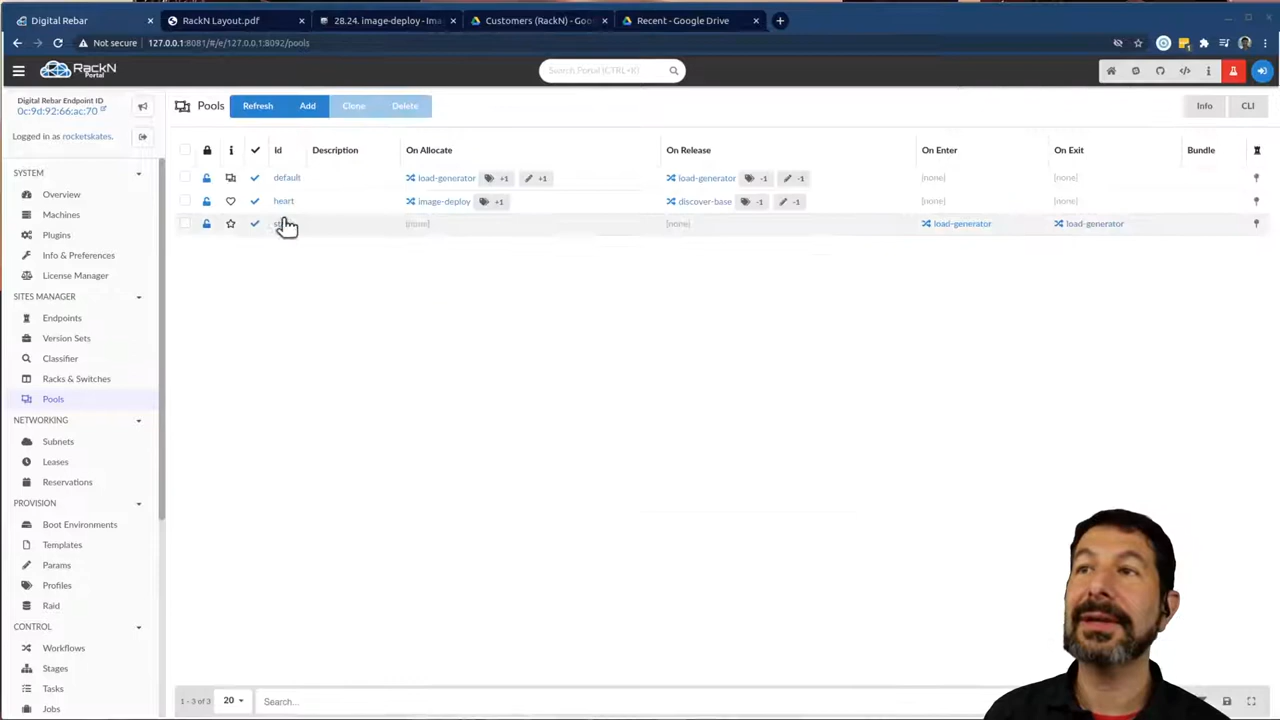 Digital Rebar
RackN Layout.pdf
28.24. image-deploy - Ima
Customers (RackN) - Goo
Recent - Google Drive
Not secure
127.0.0.1:8081/#/e/127.0.0.1:8092/pools
RackN
Portal
Search Portal (CTRL+K)
Digital Rebar Endpoint ID
0c:9d:92:66:ac:70
Logged in as rocketskates.
Pools
Refresh
Add
Clone
Delete
Info
CLI
Id
Description
On Allocate
On Release
On Enter
On Exit
Bundle
default
load-generator
+1
+1
load-generator
-1
-1
[none]
[none]
heart
image-deploy
+1
discover-base
-1
-1
[none]
[none]
[none]
[none]
load-generator
load-generator
SYSTEM
Overview
Machines
Plugins
Info & Preferences
License Manager
SITES MANAGER
Endpoints
Version Sets
Classifier
Racks & Switches
Pools
NETWORKING
Subnets
Leases
Reservations
PROVISION
Boot Environments
Templates
Params
Profiles
Raid
CONTROL
Workflows
Stages
Tasks
Jobs
1 - 3 of 3
20
Search...